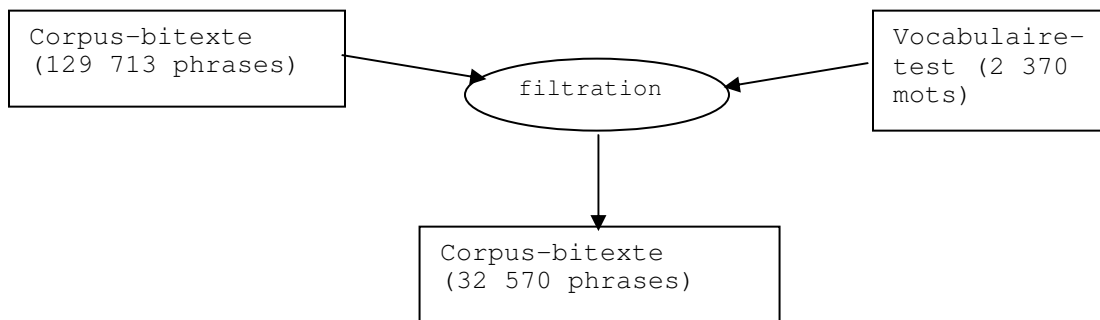 Corpus-bitexte
(129 713 phrases)
filtration
Vocabulaire-
test (2 370
mots)
Corpus-bitexte
(32 570 phrases)